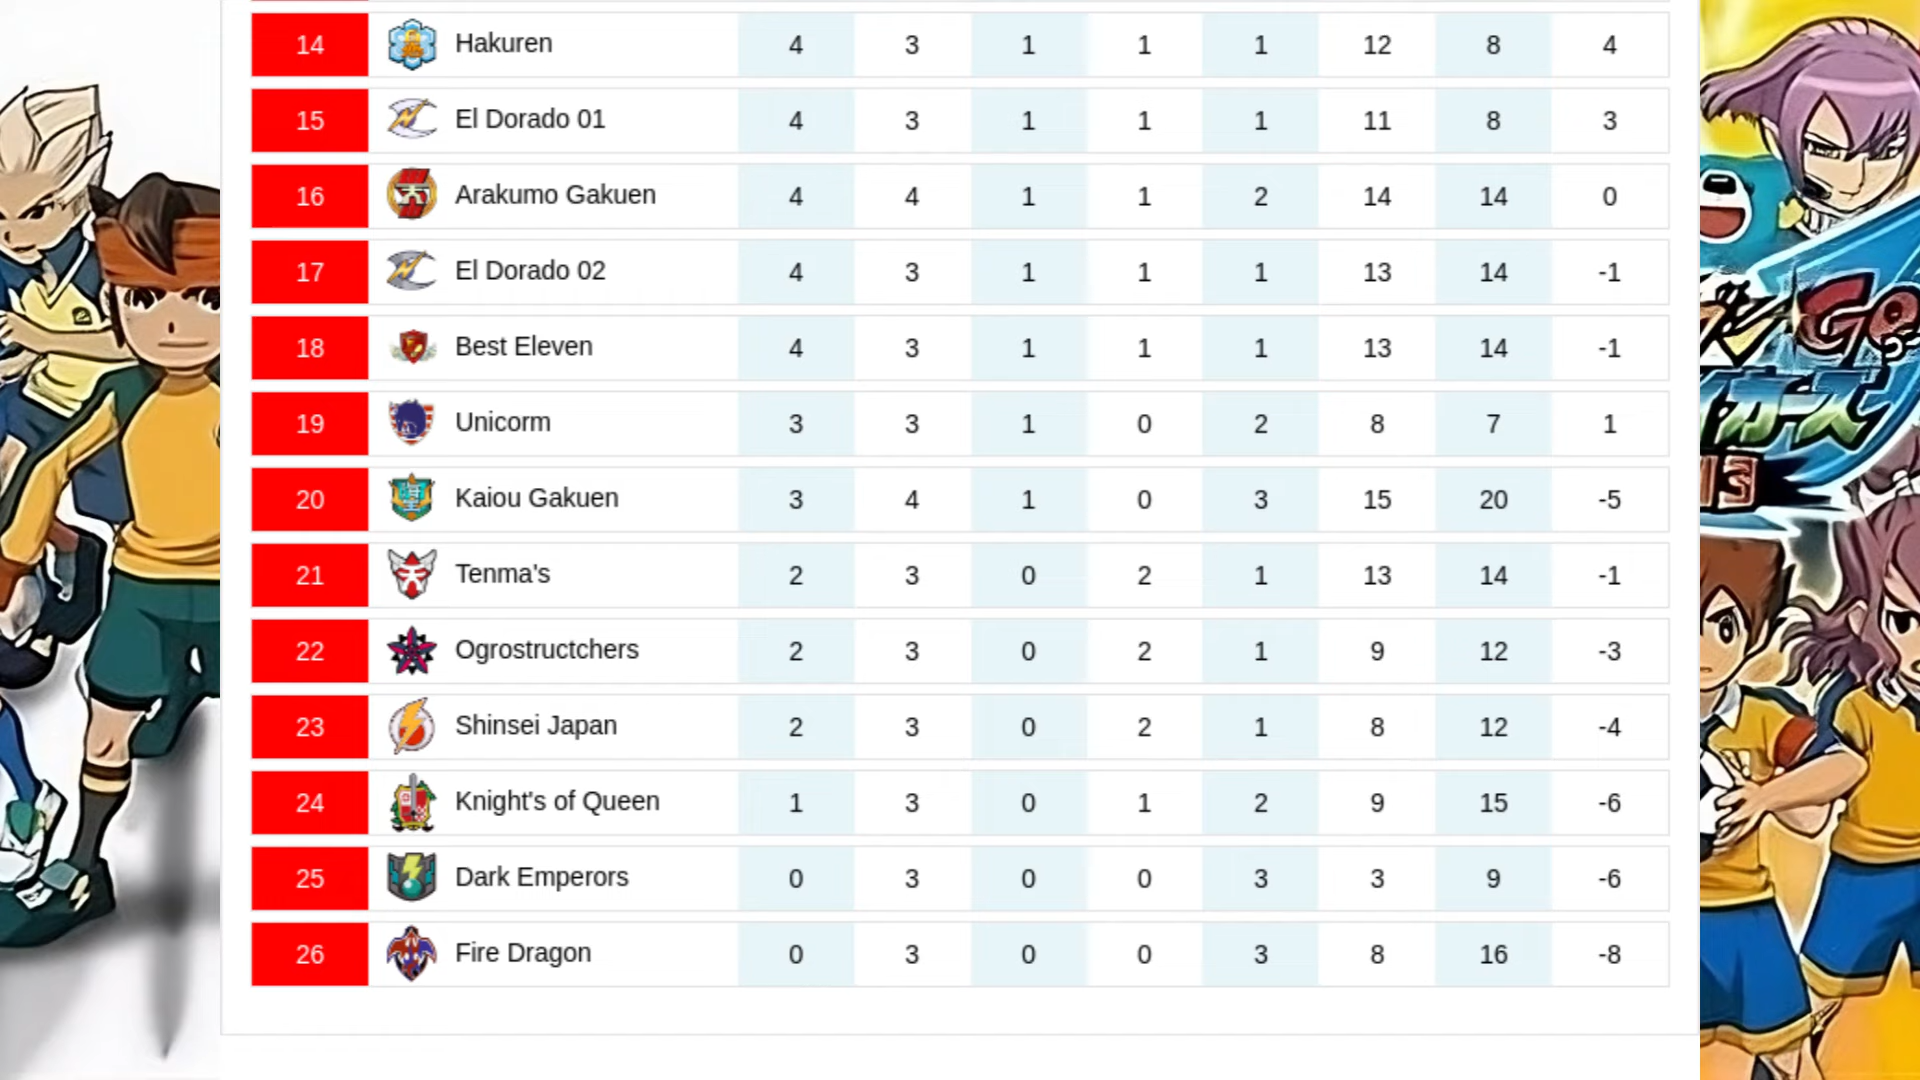 14 Hakuren 4 3 1 1 1 12 8 4
15 El Dorado 01 4 3 1 1 1 11 8 3
16 Arakumo Gakuen 4 4 1 1 2 14 14 0
17 El Dorado 02 4 3 1 1 1 13 14 -1
18 Best Eleven 4 3 1 1 1 13 14 -1
19 Unicorm 3 3 1 0 2 8 7 1
20 Kaiou Gakuen 3 4 1 0 3 15 20 -5
21 Tenma's 2 3 0 2 1 13 14 -1
22 Ogrostructchers 2 3 0 2 1 9 12 -3
23 Shinsei Japan 2 3 0 2 1 8 12 -4
24 Knight's of Queen 1 3 0 1 2 9 15 -6
25 Dark Emperors 0 3 0 0 3 3 9 -6
26 Fire Dragon 0 3 0 0 3 8 16 -8
GO
13